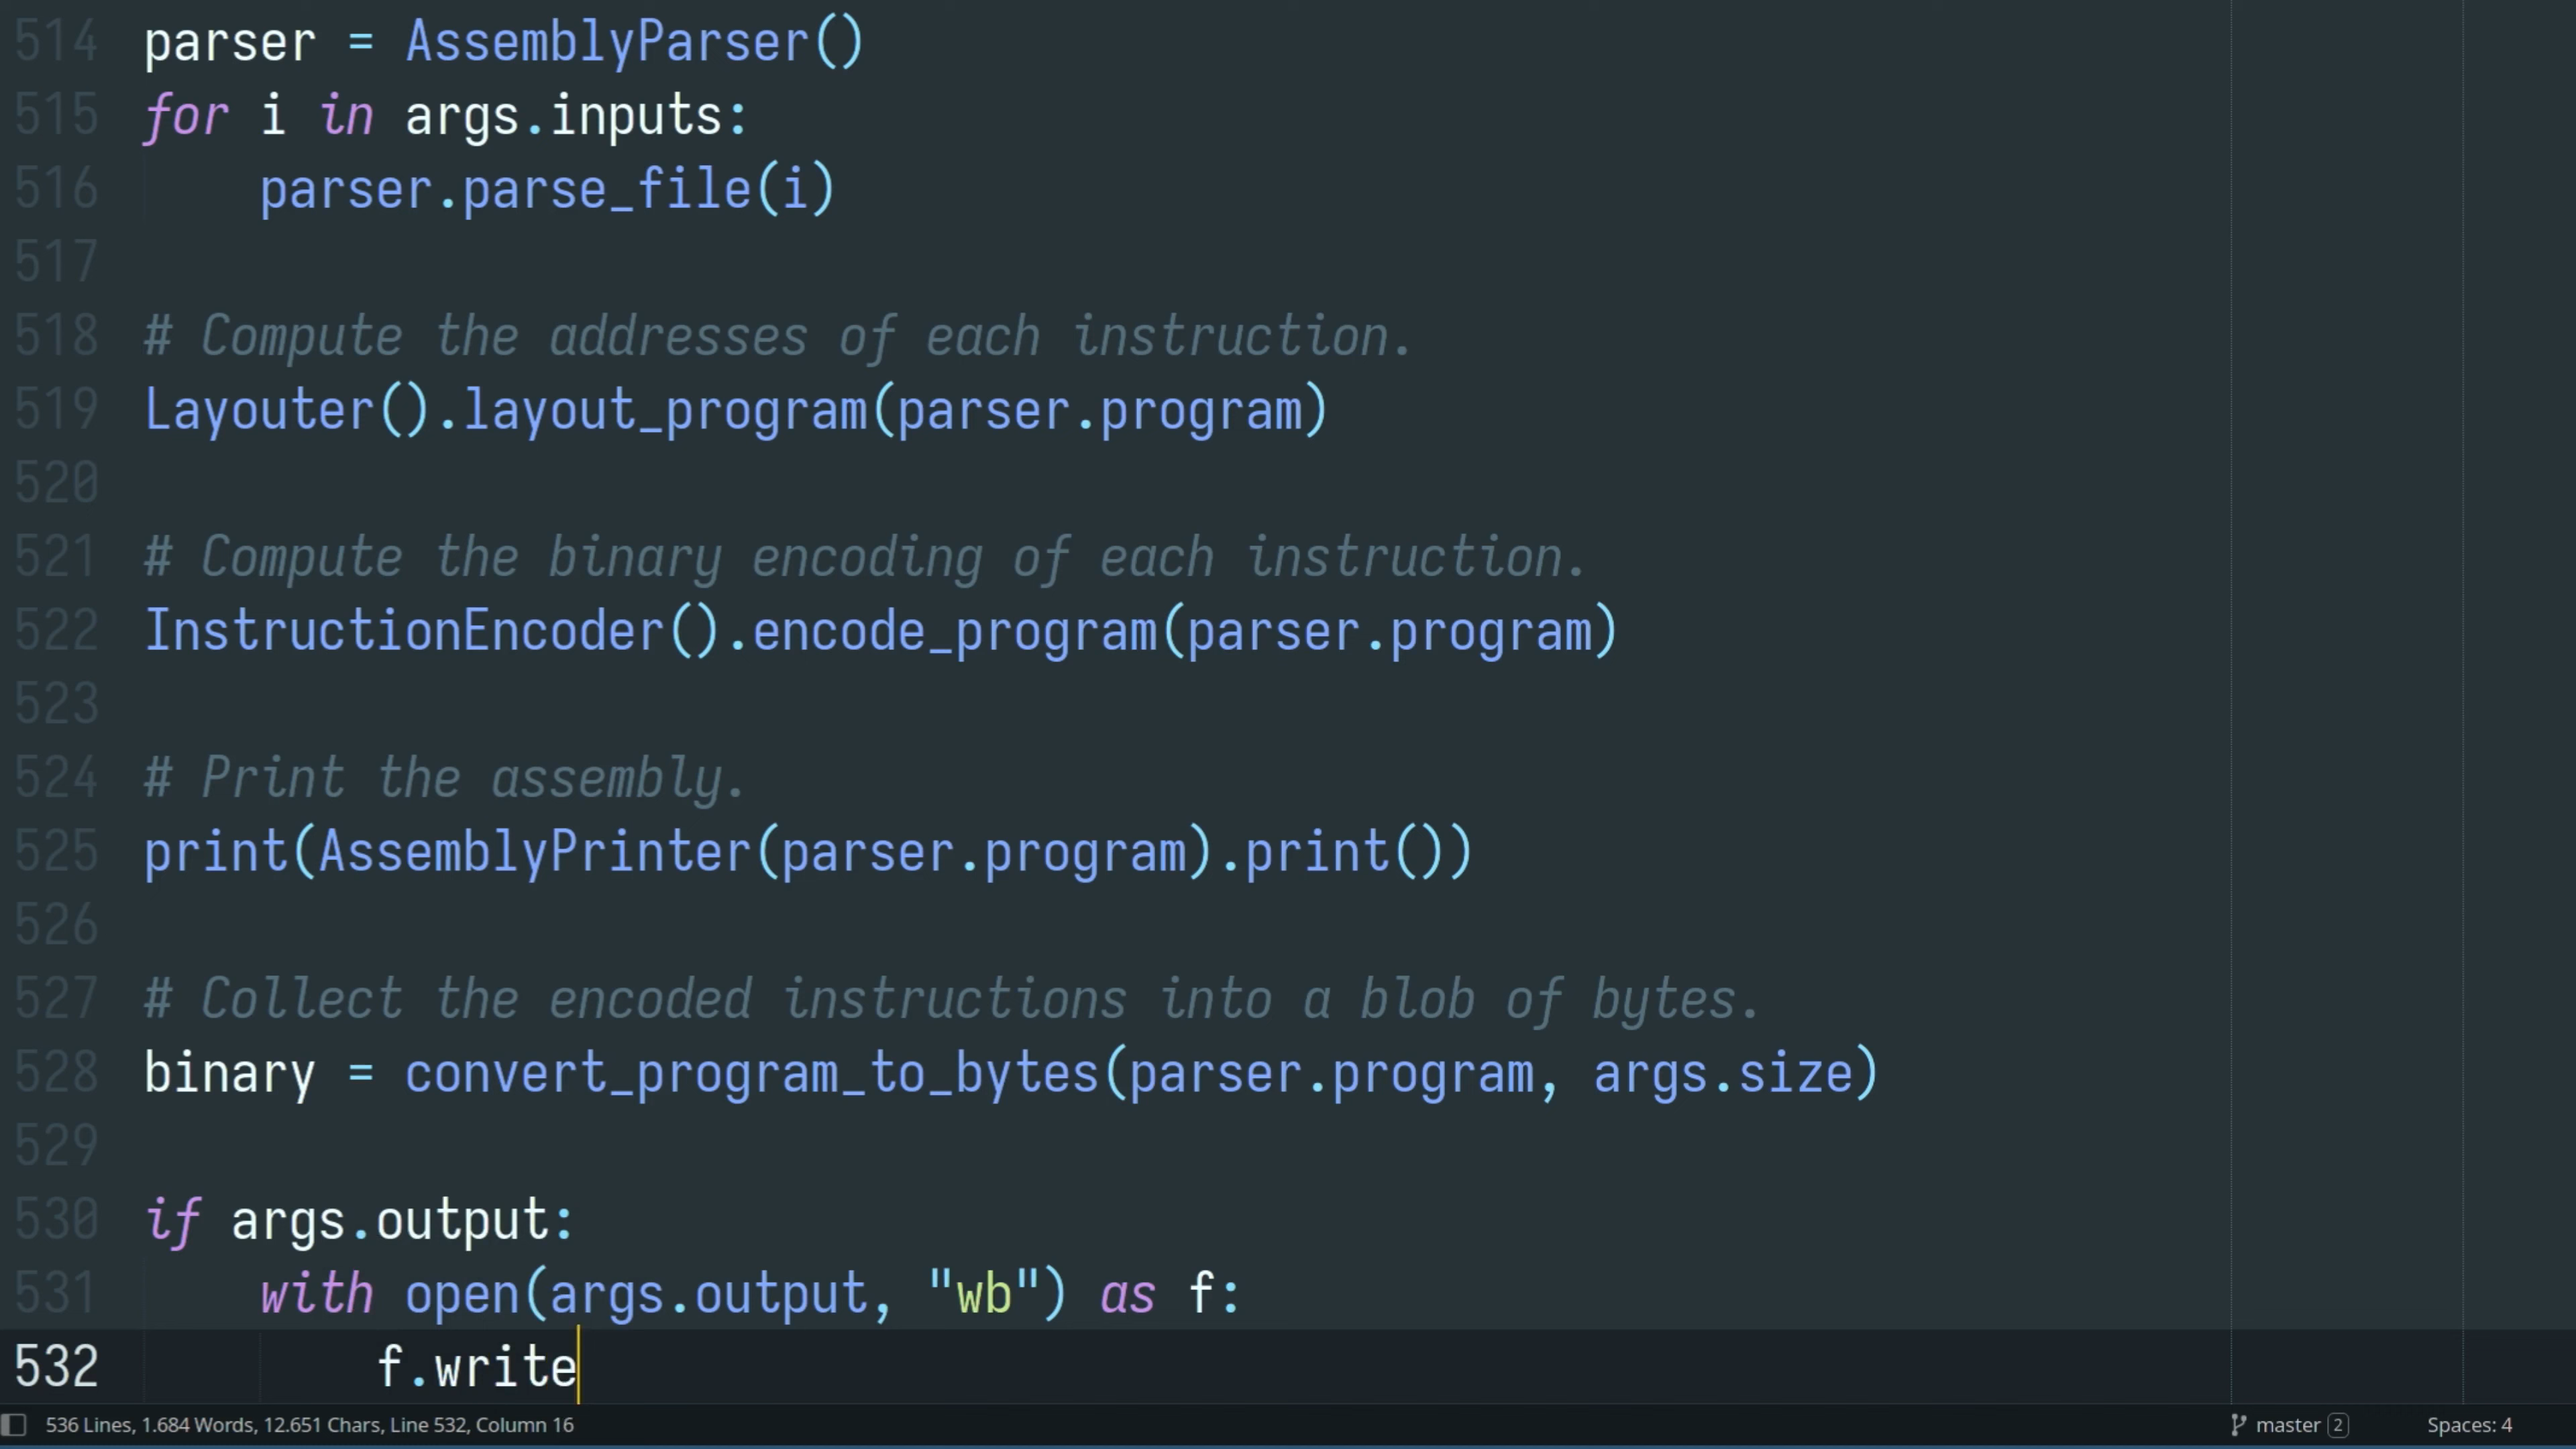 514 parser = AssemblyParser()
515 for i in args.inputs:
516     parser.parse_file(i)
517
518 # Compute the addresses of each instruction.
519 Layouter().layout_program(parser.program)
520
521 # Compute the binary encoding of each instruction.
522 InstructionEncoder().encode_program(parser.program)
523
524 # Print the assembly.
525 print(AssemblyPrinter(parser.program).print())
526
527 # Collect the encoded instructions into a blob of bytes.
528 binary = convert_program_to_bytes(parser.program, args.size)
529
530 if args.output:
531     with open(args.output, "wb") as f:
532         f.write
536 Lines, 1.684 Words, 12.651 Chars, Line 532, Column 16 master 2 Spaces: 4